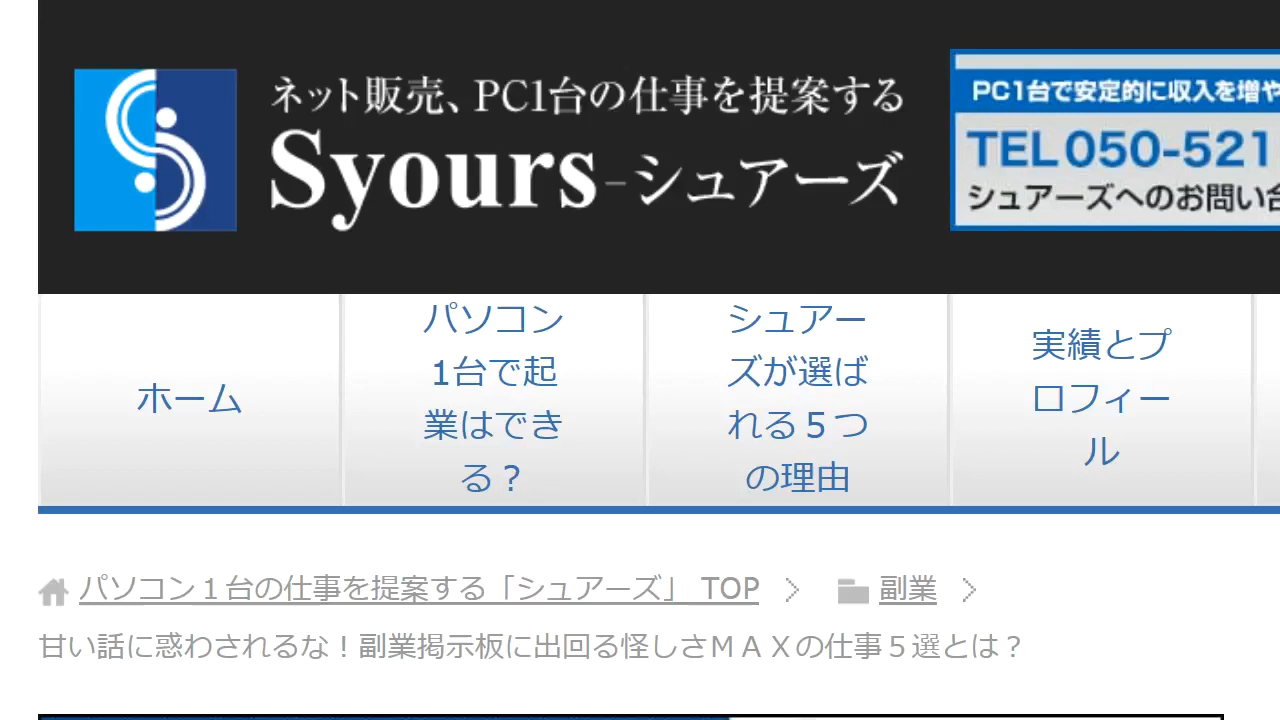 ネット販売、PC1台の仕事を提案する
Syours-シュアーズ
PC1台で安定的に収入を増や
TEL050-521
シュアーズへのお問い合
ホーム
パソコン
1台で起
業はでき
る？
シュアー
ズが選ば
れる５つ
の理由
実績とプ
ロフィー
ル
パソコン１台の仕事を提案する「シュアーズ」 TOP
副業
甘い話に惑わされるな！副業掲示板に出回る怪しさＭＡＸの仕事５選とは？